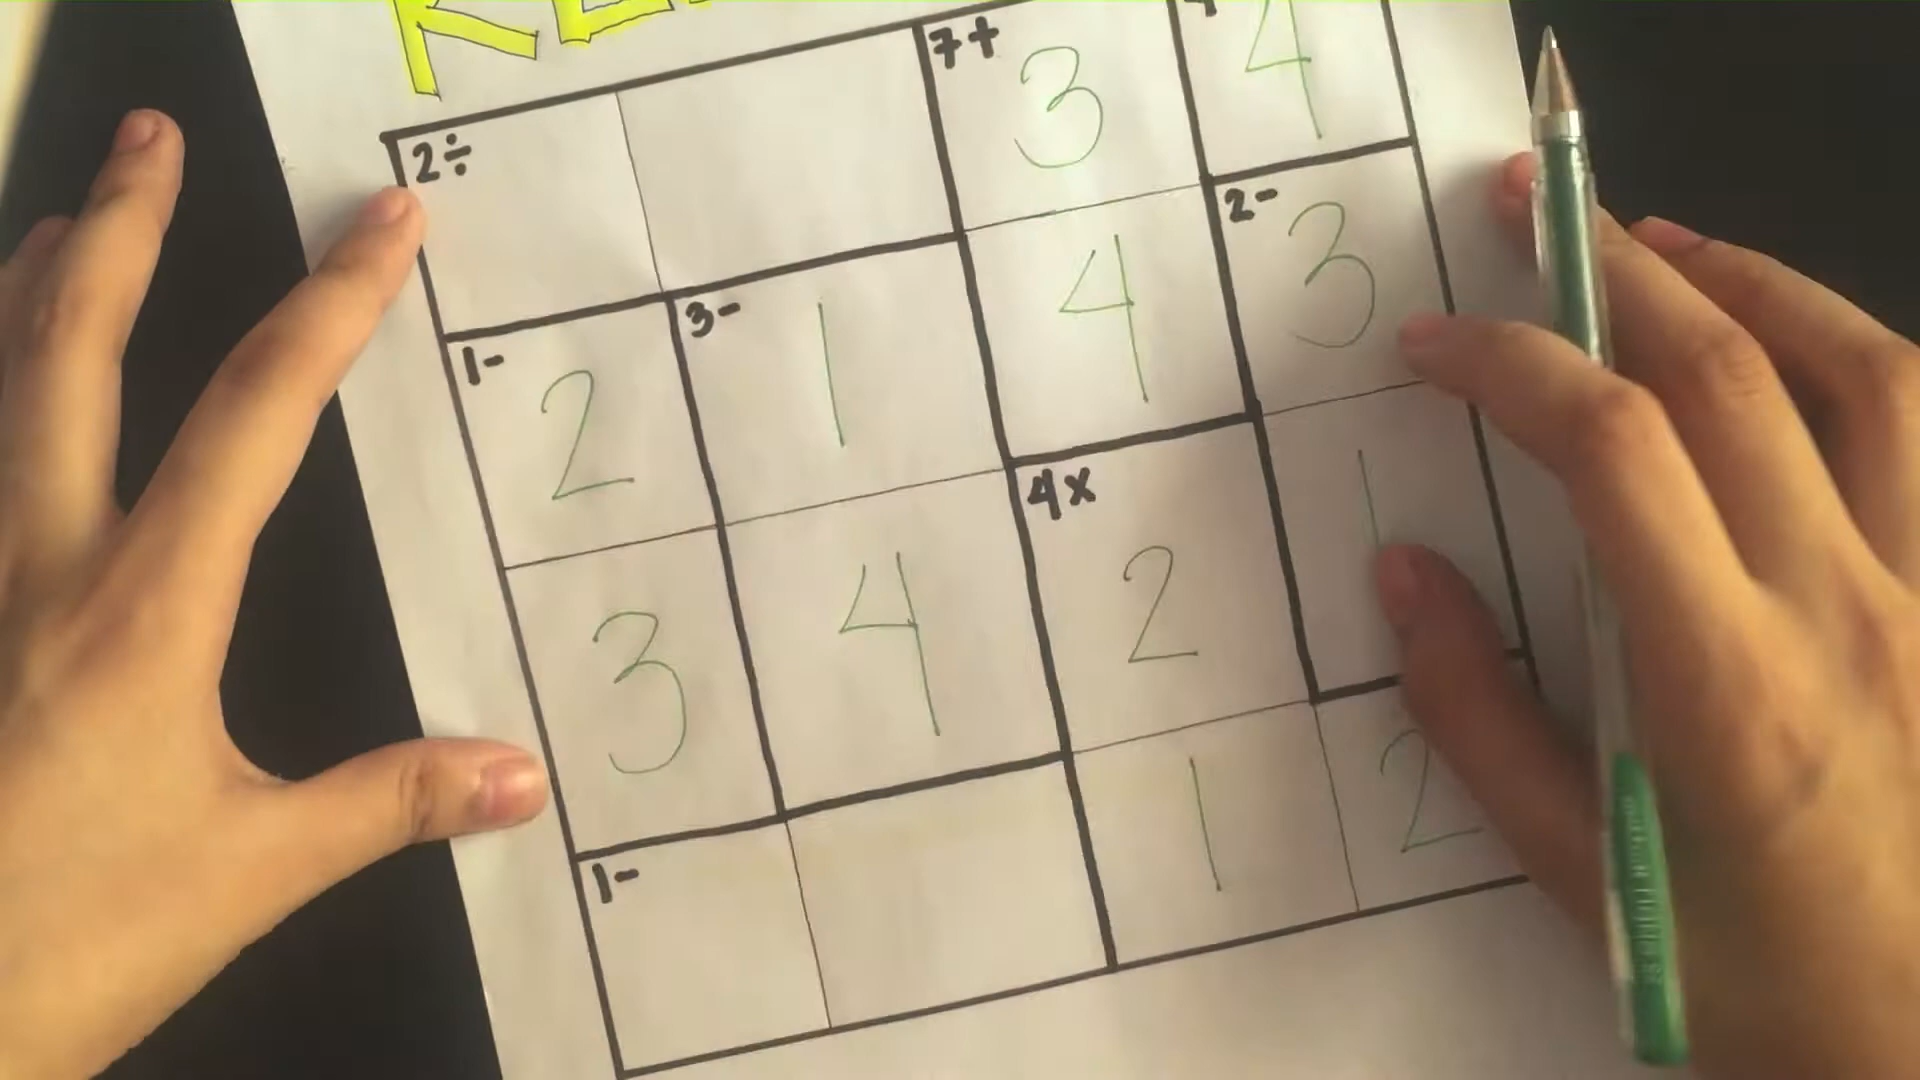 7+ 3 4
2÷
2- 3
1- 2 3- 1 4
3 4 4x 2 1
1- 1 2